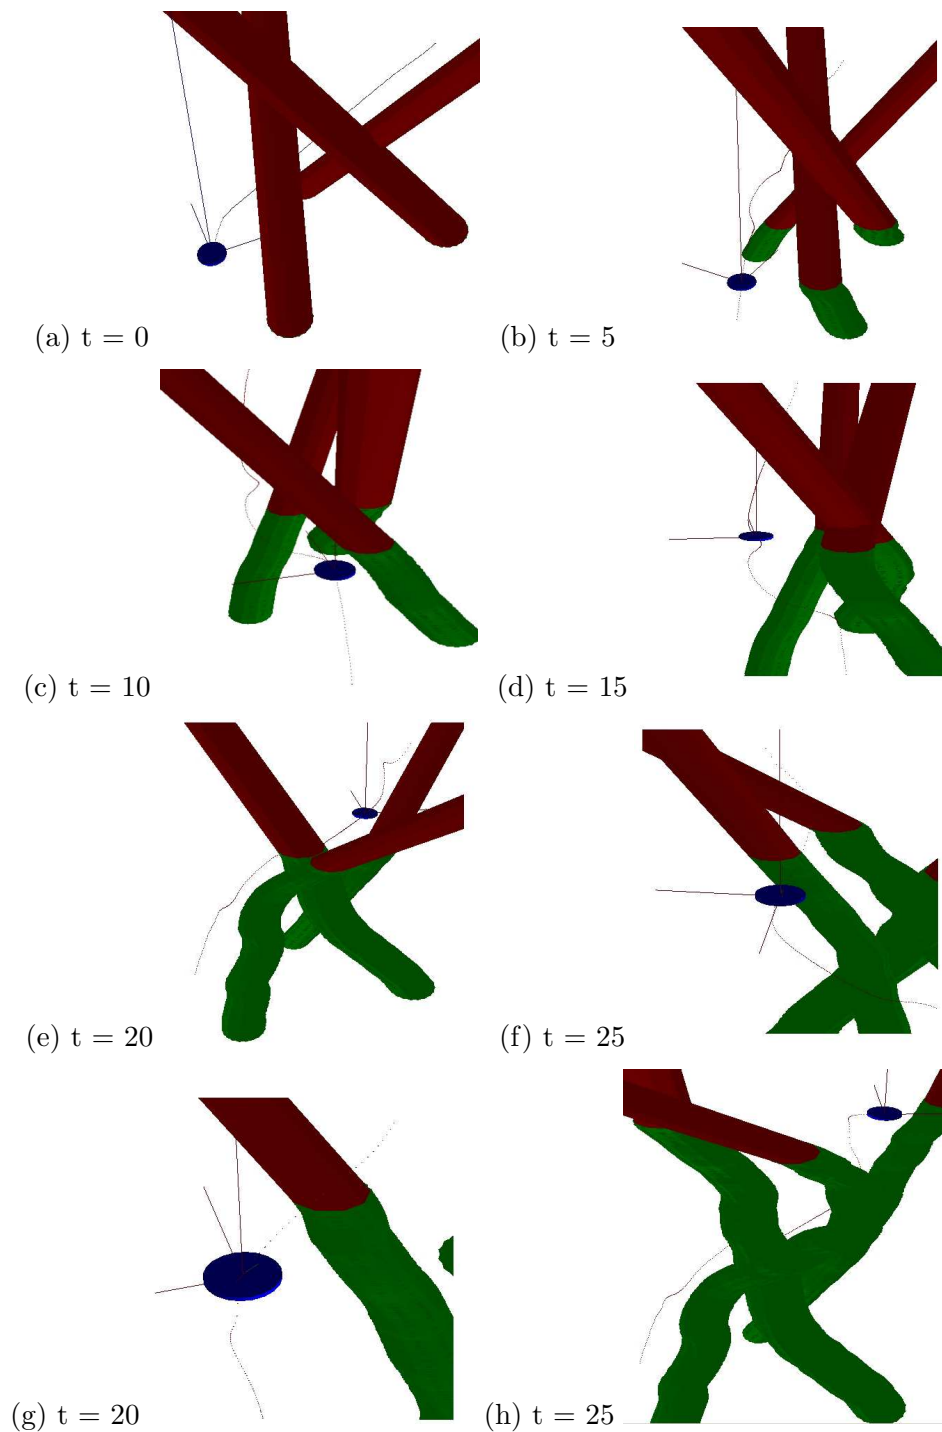 (a) t = 0
(b) t = 5
(c) t = 10
(d) t = 15
(e) t = 20
(f) t = 25
(g) t = 20
(h) t = 25